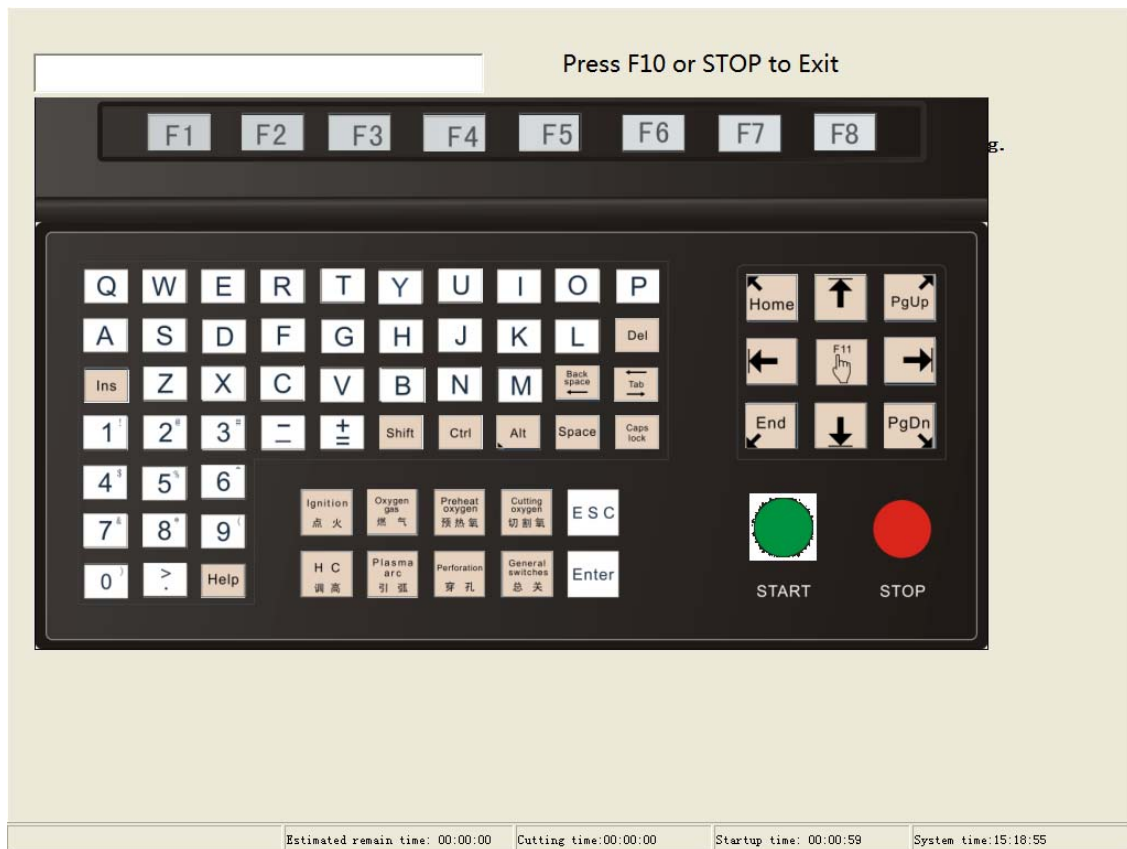 Press F10 or STOP to Exit
F1 F2 F3 F4 F5 F6 F7 F8
g.
Q W E R T Y U I O P
A S D F G H J K L Del
Ins Z X C V B N M Back space Tab
1 ! 2 @ 3 # − + = Shift Ctrl Alt Space Caps lock
4 $ 5 % 6 ^
7 & 8 * 9 (
0 ) > . Help
Ignition 点火 Oxygen gas 燃气 Preheat oxygen 预热氧 Cutting oxygen 切割氧 ESC
H C 调高 Plasma arc 引弧 Perforation 穿孔 General switches 总关 Enter
Home PgUp
F11
End PgDn
START STOP
Estimated remain time: 00:00:00 Cutting time:00:00:00 Startup time: 00:00:59 System time:15:18:55